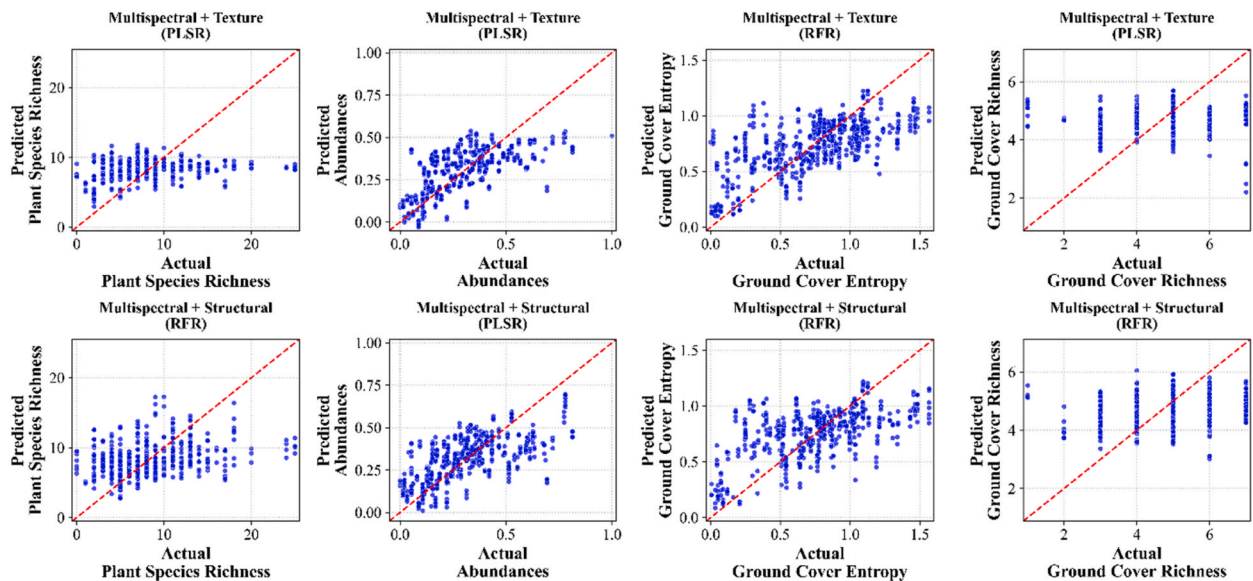 Multispectral + Texture
(PLSR)
Predicted
Plant Species Richness
20
10
0
0
10
20
Actual
Plant Species Richness
Multispectral + Texture
(PLSR)
Predicted
Abundances
1.00
0.75
0.50
0.25
0.00
0.0
0.5
1.0
Actual
Abundances
Multispectral + Texture
(RFR)
Predicted
Ground Cover Entropy
1.5
1.0
0.5
0.0
0.0
0.5
1.0
1.5
Actual
Ground Cover Entropy
Multispectral + Texture
(PLSR)
Predicted
Ground Cover Richness
6
4
2
2
4
6
Actual
Ground Cover Richness
Multispectral + Structural
(RFR)
Predicted
Plant Species Richness
20
10
0
0
10
20
Actual
Plant Species Richness
Multispectral + Structural
(PLSR)
Predicted
Abundances
1.00
0.75
0.50
0.25
0.00
0.0
0.5
1.0
Actual
Abundances
Multispectral + Structural
(RFR)
Predicted
Ground Cover Entropy
1.5
1.0
0.5
0.0
0.0
0.5
1.0
1.5
Actual
Ground Cover Entropy
Multispectral + Structural
(RFR)
Predicted
Ground Cover Richness
6
4
2
2
4
6
Actual
Ground Cover Richness